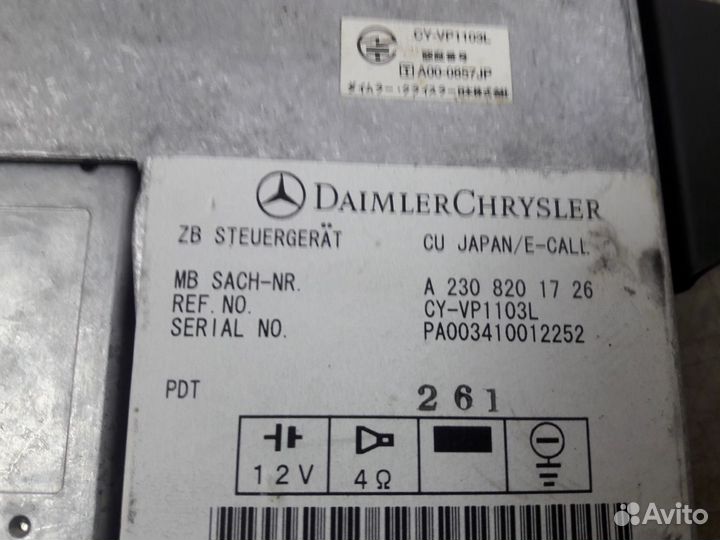 CY-VP1103L
T A00-0857JP
DAIMLERCHRYSLER
ZB STEUERGERÄT CU JAPAN/E-CALL
MB SACH-NR. A 230 820 17 26
REF. NO. CY-VP1103L
SERIAL NO. PA003410012252
PDT 261
12V 4Ω
Avito